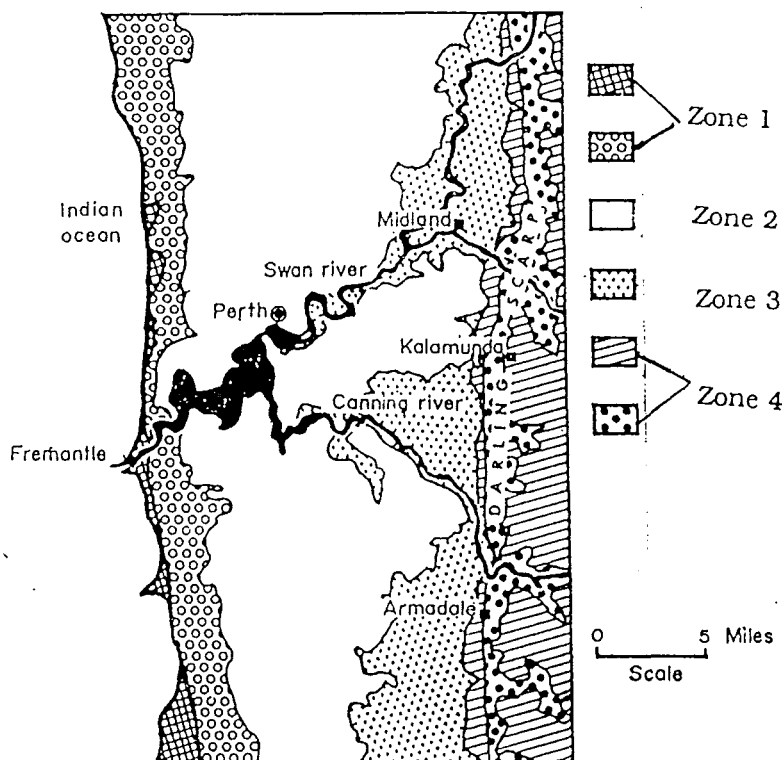 Indian
ocean
Midland
Swan river
Perth
Kalamunda
Canning river
Fremantle
Armadale
DARLING SCARP
Zone 1
Zone 2
Zone 3
Zone 4
0 5 Miles
Scale